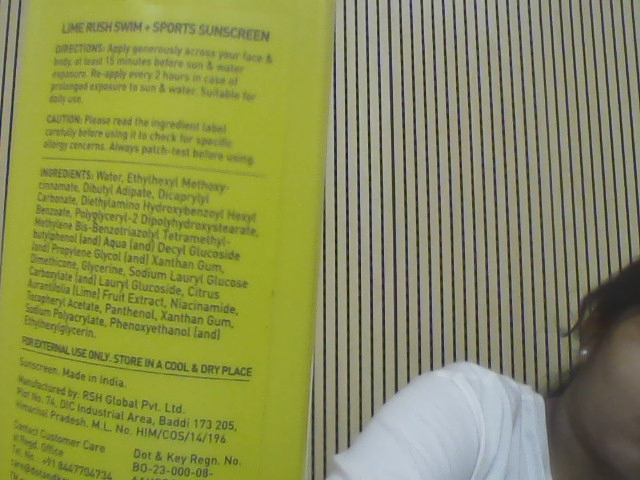 LIME RUSH SWIM + SPORTS SUNSCREEN
DIRECTIONS: Apply generously across your face &
body, at least 15 minutes before sun & water
exposure. Re-apply every 2 hours in case of
prolonged exposure to sun & water. Suitable for
daily use.
CAUTION: Please read the ingredient label
carefully before using it to check for specific
allergy concerns. Always patch-test before using.
INGREDIENTS: Water, Ethylhexyl Methoxy-
cinnamate, Dibutyl Adipate, Dicaprylyl
Carbonate, Diethylamino Hydroxybenzoyl Hexyl
Benzoate, Polyglyceryl-2 Dipolyhydroxystearate,
Methylene Bis-Benzotriazolyl Tetramethyl-
butylphenol (and) Aqua (and) Decyl Glucoside
(and) Propylene Glycol (and) Xanthan Gum,
Dimethicone, Glycerine, Sodium Lauryl Glucose
Carboxylate (and) Lauryl Glucoside, Citrus
Aurantifolia (Lime) Fruit Extract, Niacinamide,
Tocopheryl Acetate, Panthenol, Xanthan Gum,
Sodium Polyacrylate, Phenoxyethanol (and)
Ethylhexylglycerin.
FOR EXTERNAL USE ONLY. STORE IN A COOL & DRY PLACE
Sunscreen. Made in India.
Manufactured by: RSH Global Pvt. Ltd.
Plot No. 74, DIC Industrial Area, Baddi 173 205,
Himachal Pradesh. M.L. No. HIM/COS/14/196
Contact Customer Care
at Regd. Office
Tel. No. +91 8447704734
Dot & Key Regn. No.
BO-23-000-08-